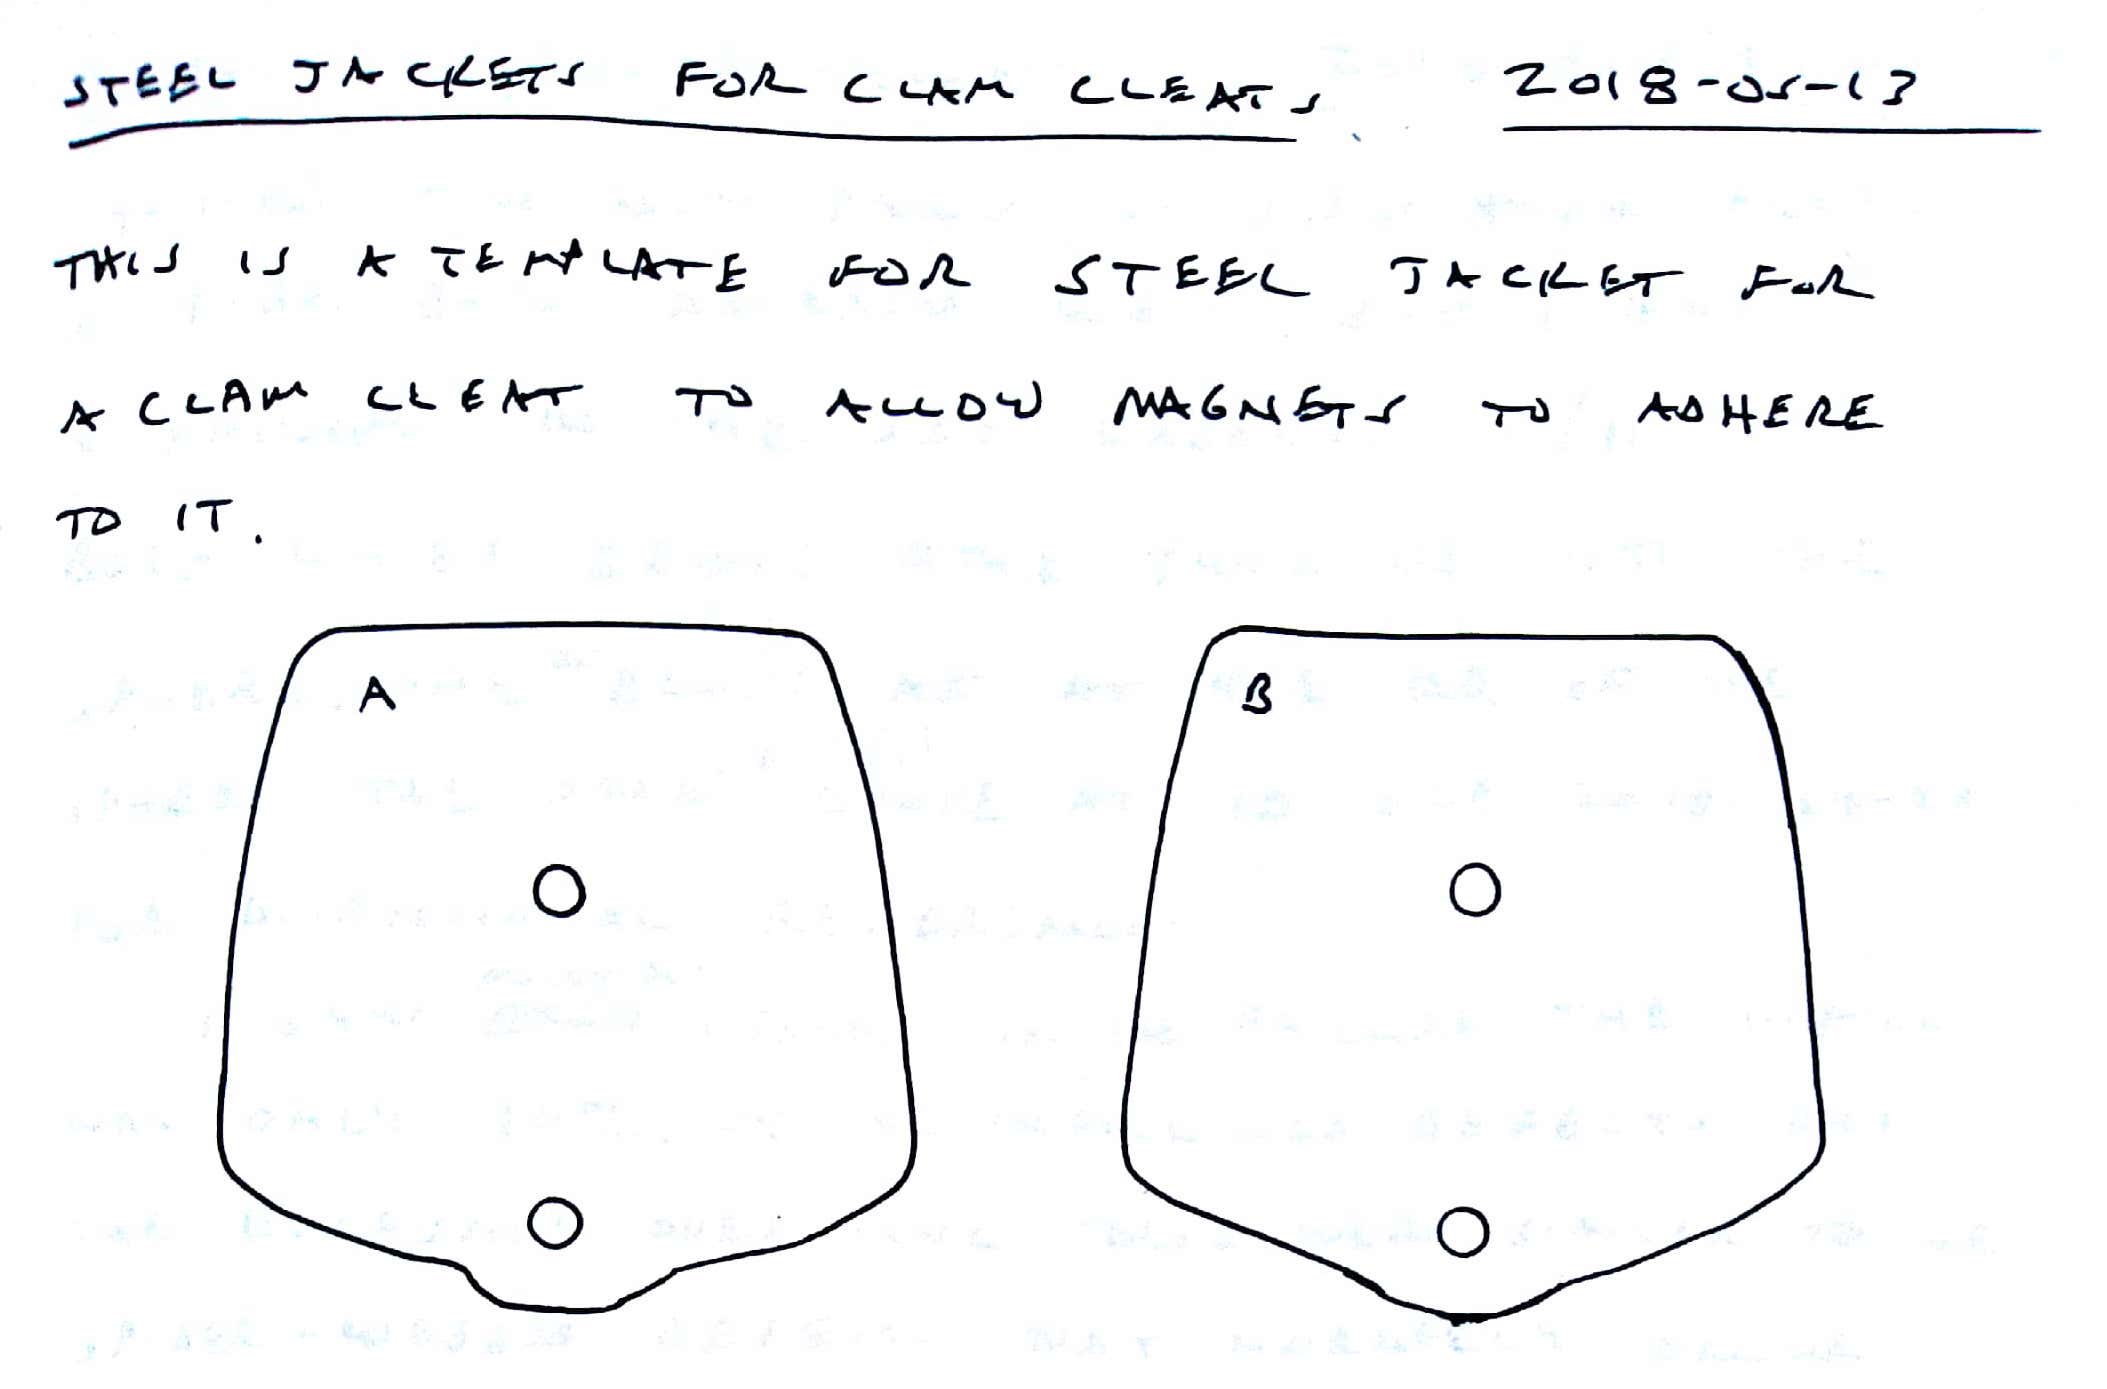 STEEL JACKETS FOR CLAM CLEATS. 2018-05-13
THIS IS A TEMPLATE FOR STEEL JACKET FOR
A CLAM CLEAT TO ALLOW MAGNETS TO ADHERE
TO IT.
A B